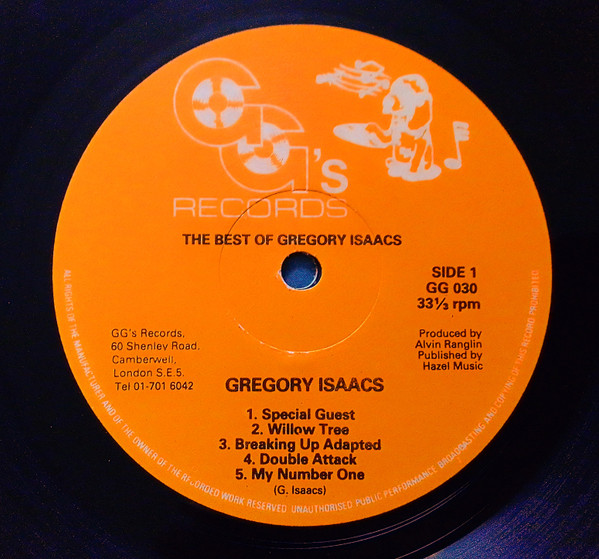 GG's
RECORDS
THE BEST OF GREGORY ISAACS
SIDE 1
GG 030
33⅓ rpm
GG's Records,
60 Shenley Road,
Camberwell,
London S.E.5.
Tel 01-701 6042
Produced by
Alvin Ranglin
Published by
Hazel Music
GREGORY ISAACS
1. Special Guest
2. Willow Tree
3. Breaking Up Adapted
4. Double Attack
5. My Number One
(G. Isaacs)
ALL RIGHTS OF THE MANUFACTURER AND OF THE OWNER OF THE RECORDED WORK RESERVED UNAUTHORISED PUBLIC PERFORMANCE BROADCASTING AND COPYING OF THIS RECORD PROHIBITED